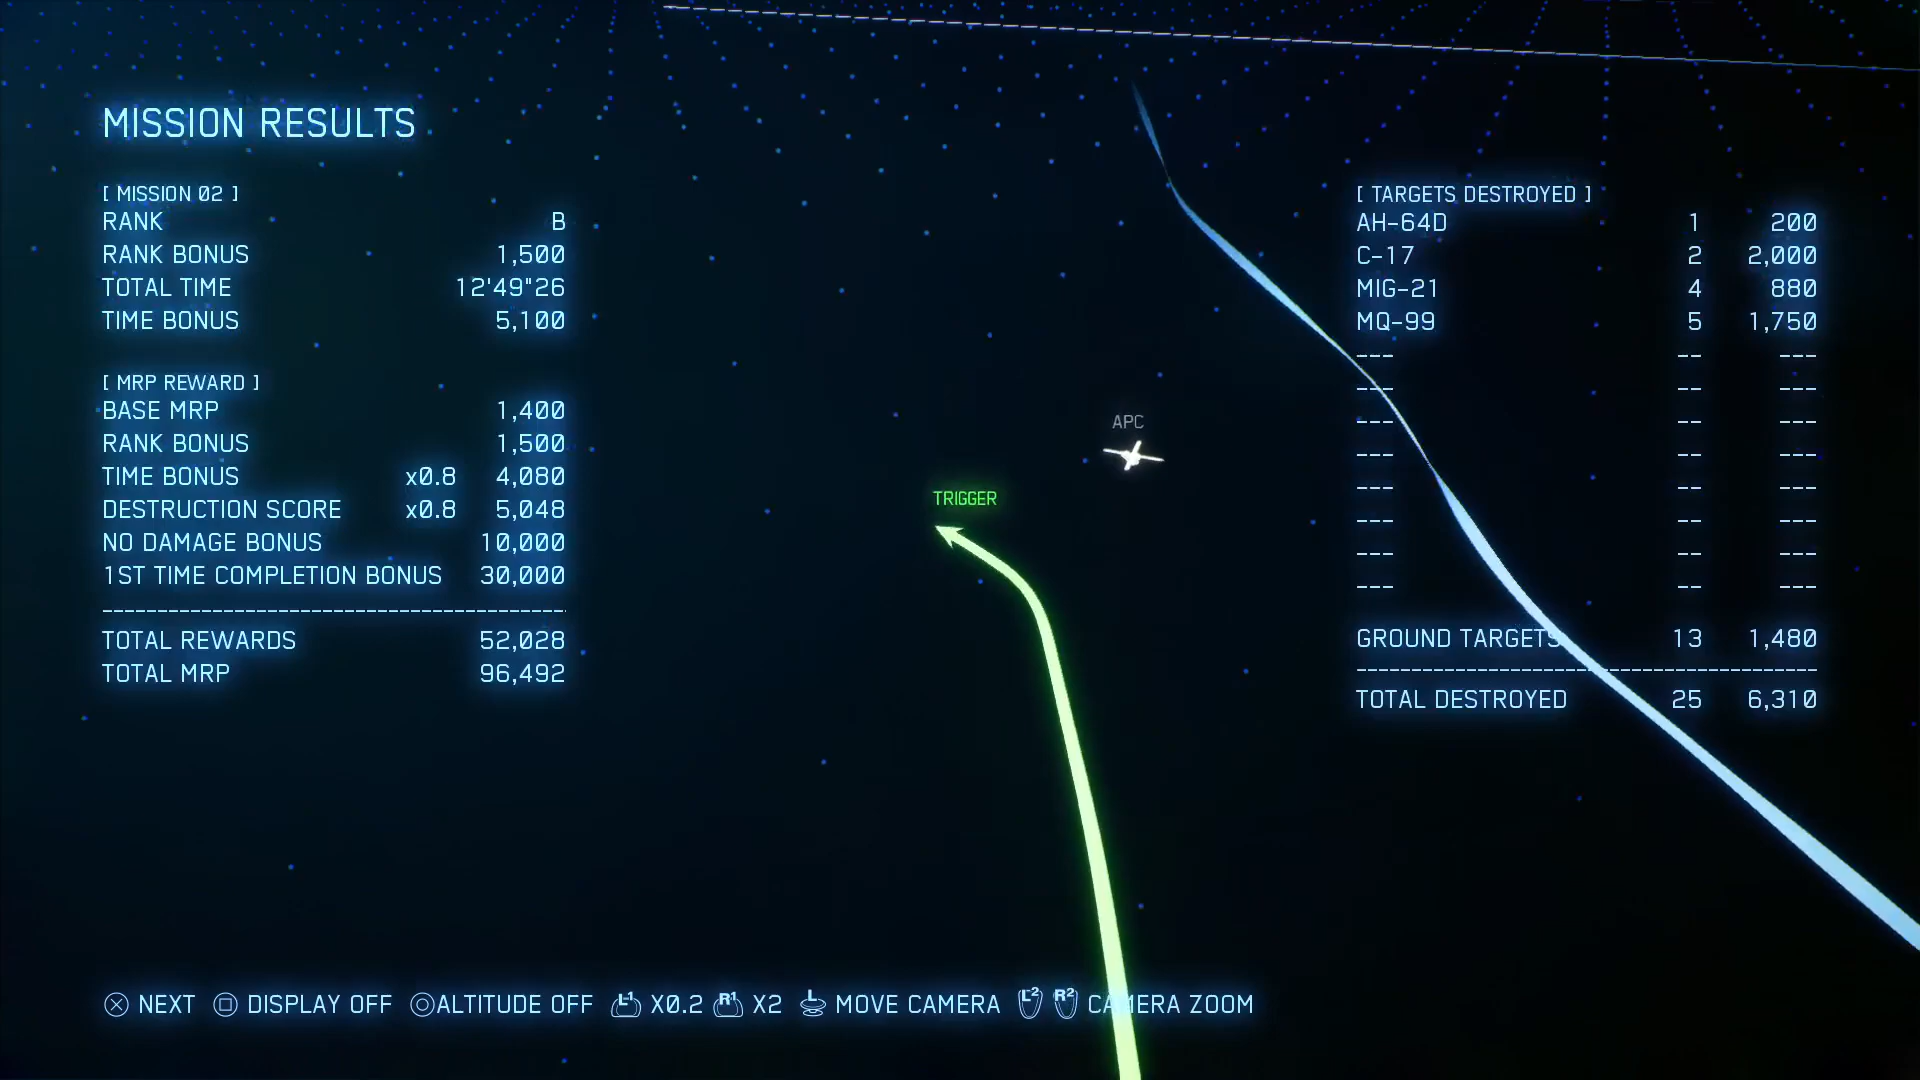 MISSION RESULTS
[ MISSION 02 ]
RANK B
RANK BONUS 1,500
TOTAL TIME 12'49"26
TIME BONUS 5,100
[ MRP REWARD ]
BASE MRP 1,400
RANK BONUS 1,500
TIME BONUS x0.8 4,080
DESTRUCTION SCORE x0.8 5,048
NO DAMAGE BONUS 10,000
1ST TIME COMPLETION BONUS 30,000
TOTAL REWARDS 52,028
TOTAL MRP 96,492
APC
TRIGGER
[ TARGETS DESTROYED ]
AH-64D 1 200
C-17 2 2,000
MIG-21 4 880
MQ-99 5 1,750
--- -- ---
--- -- ---
--- -- ---
--- -- ---
--- -- ---
--- -- ---
--- -- ---
--- -- ---
GROUND TARGETS 13 1,480
TOTAL DESTROYED 25 6,310
NEXT DISPLAY OFF ALTITUDE OFF L1 X0.2 R1 X2 L MOVE CAMERA L2 R2 CAMERA ZOOM